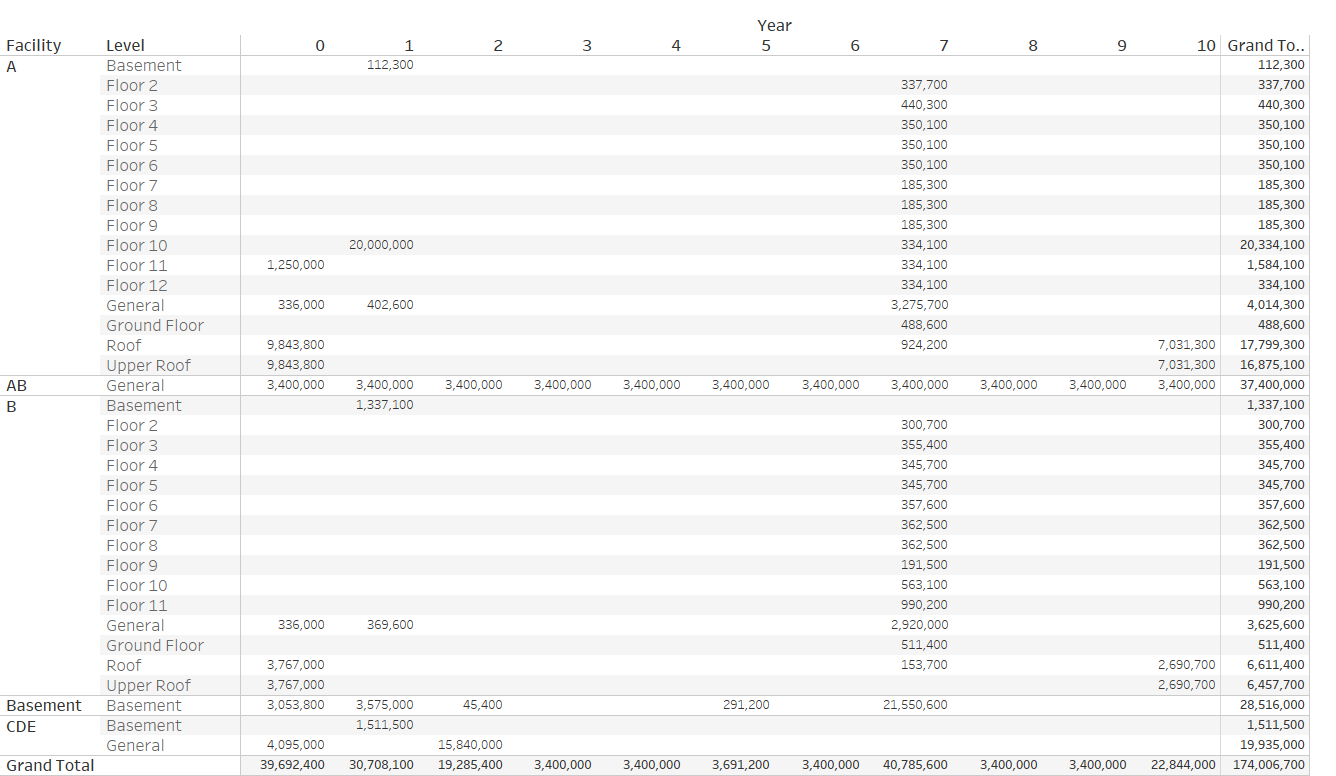 Year
Facility Level 0 1 2 3 4 5 6 7 8 9 10 Grand To..
A Basement 112,300 112,300
Floor 2 337,700 337,700
Floor 3 440,300 440,300
Floor 4 350,100 350,100
Floor 5 350,100 350,100
Floor 6 350,100 350,100
Floor 7 185,300 185,300
Floor 8 185,300 185,300
Floor 9 185,300 185,300
Floor 10 20,000,000 334,100 20,334,100
Floor 11 1,250,000 334,100 1,584,100
Floor 12 334,100 334,100
General 336,000 402,600 3,275,700 4,014,300
Ground Floor 488,600 488,600
Roof 9,843,800 924,200 7,031,300 17,799,300
Upper Roof 9,843,800 7,031,300 16,875,100
AB General 3,400,000 3,400,000 3,400,000 3,400,000 3,400,000 3,400,000 3,400,000 3,400,000 3,400,000 3,400,000 3,400,000 37,400,000
B Basement 1,337,100 1,337,100
Floor 2 300,700 300,700
Floor 3 355,400 355,400
Floor 4 345,700 345,700
Floor 5 345,700 345,700
Floor 6 357,600 357,600
Floor 7 362,500 362,500
Floor 8 362,500 362,500
Floor 9 191,500 191,500
Floor 10 563,100 563,100
Floor 11 990,200 990,200
General 336,000 369,600 2,920,000 3,625,600
Ground Floor 511,400 511,400
Roof 3,767,000 153,700 2,690,700 6,611,400
Upper Roof 3,767,000 2,690,700 6,457,700
Basement Basement 3,053,800 3,575,000 45,400 291,200 21,550,600 28,516,000
CDE Basement 1,511,500 1,511,500
General 4,095,000 15,840,000 19,935,000
Grand Total 39,692,400 30,708,100 19,285,400 3,400,000 3,400,000 3,691,200 3,400,000 40,785,600 3,400,000 3,400,000 22,844,000 174,006,700